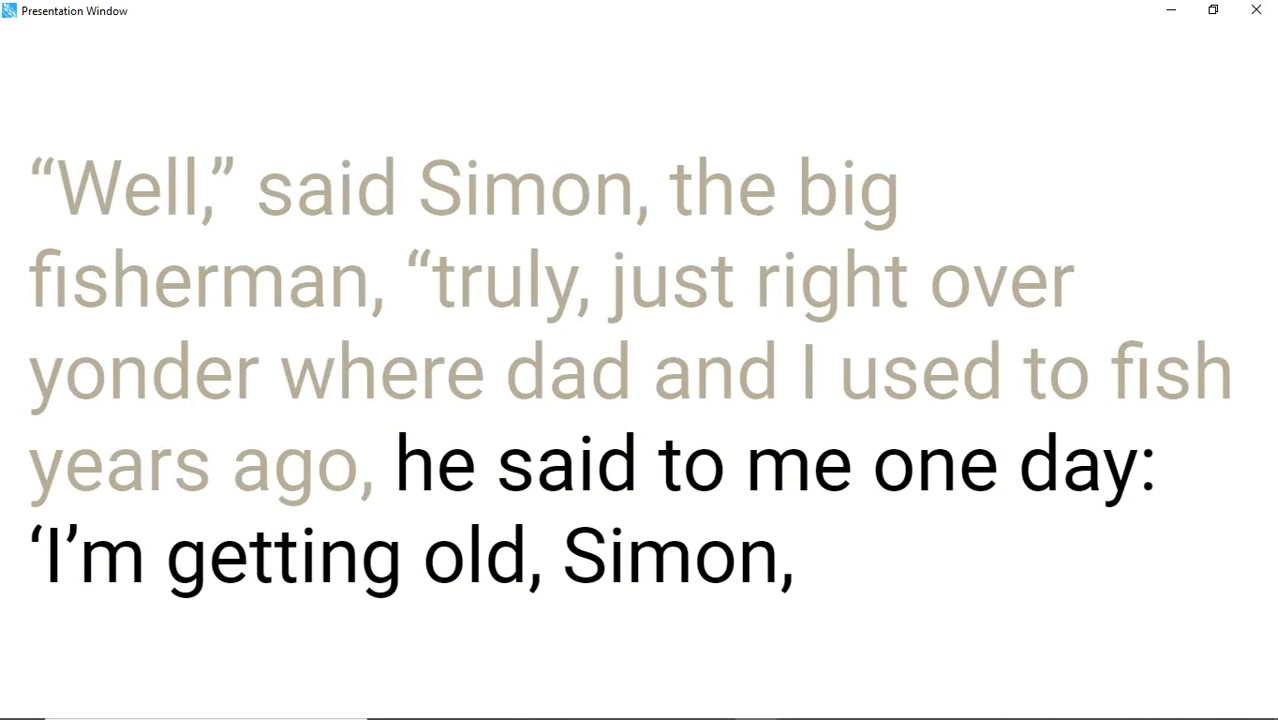 Presentation Window
“Well,” said Simon, the big
fisherman, “truly, just right over
yonder where dad and I used to fish
years ago, he said to me one day:
‘I’m getting old, Simon,